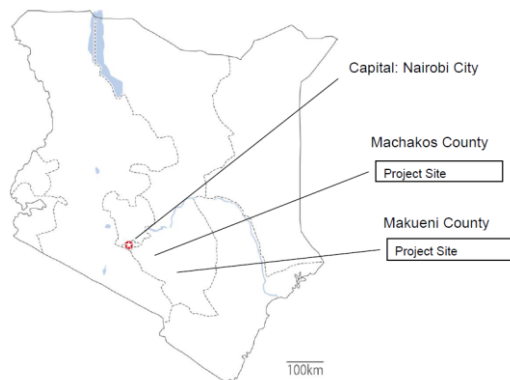 Capital: Nairobi City
Machakos County
Project Site
Makueni County
Project Site
100km